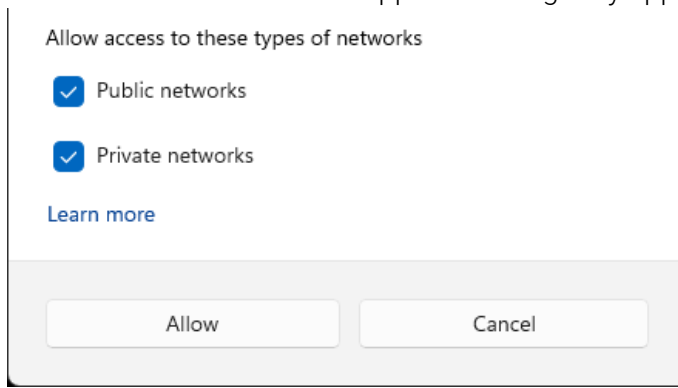 Allow access to these types of networks
Public networks
Private networks
Learn more
Allow
Cancel